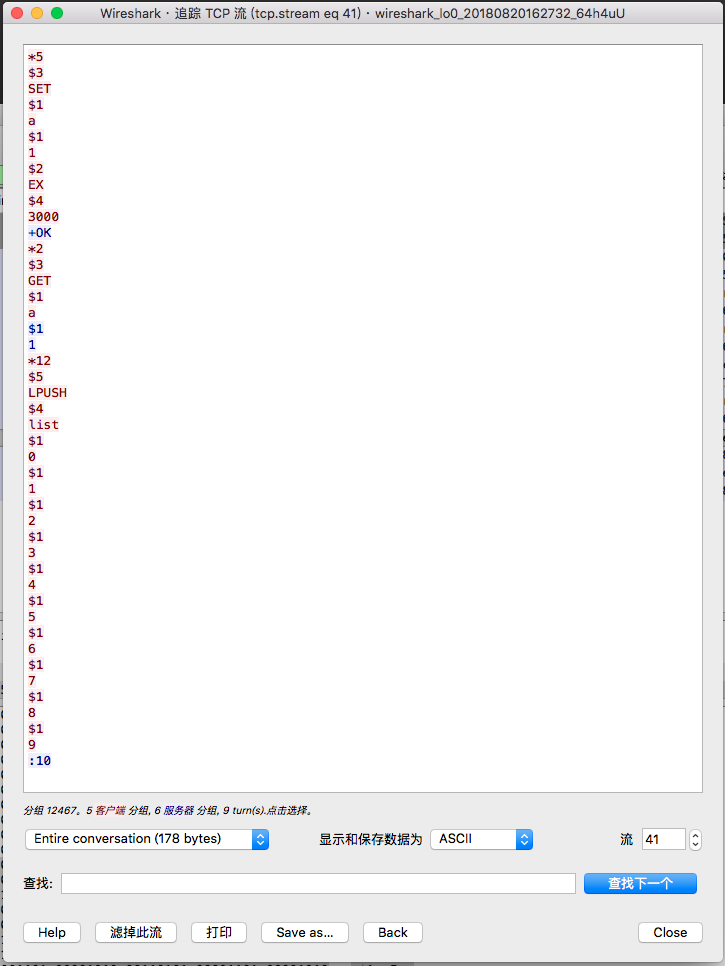 Wireshark · 追踪 TCP 流 (tcp.stream eq 41) · wireshark_lo0_20180820162732_64h4uU
*5
$3
SET
$1
a
$1
1
$2
EX
$4
3000
+OK
*2
$3
GET
$1
a
$1
1
*12
$5
LPUSH
$4
list
$1
0
$1
1
$1
2
$1
3
$1
4
$1
5
$1
6
$1
7
$1
8
$1
9
:10
分组 12467。5 客户端 分组, 6 服务器 分组, 9 turn(s).点击选择。
Entire conversation (178 bytes) 显示和保存数据为 ASCII 流 41
查找: 查找下一个
Help 滤掉此流 打印 Save as… Back Close